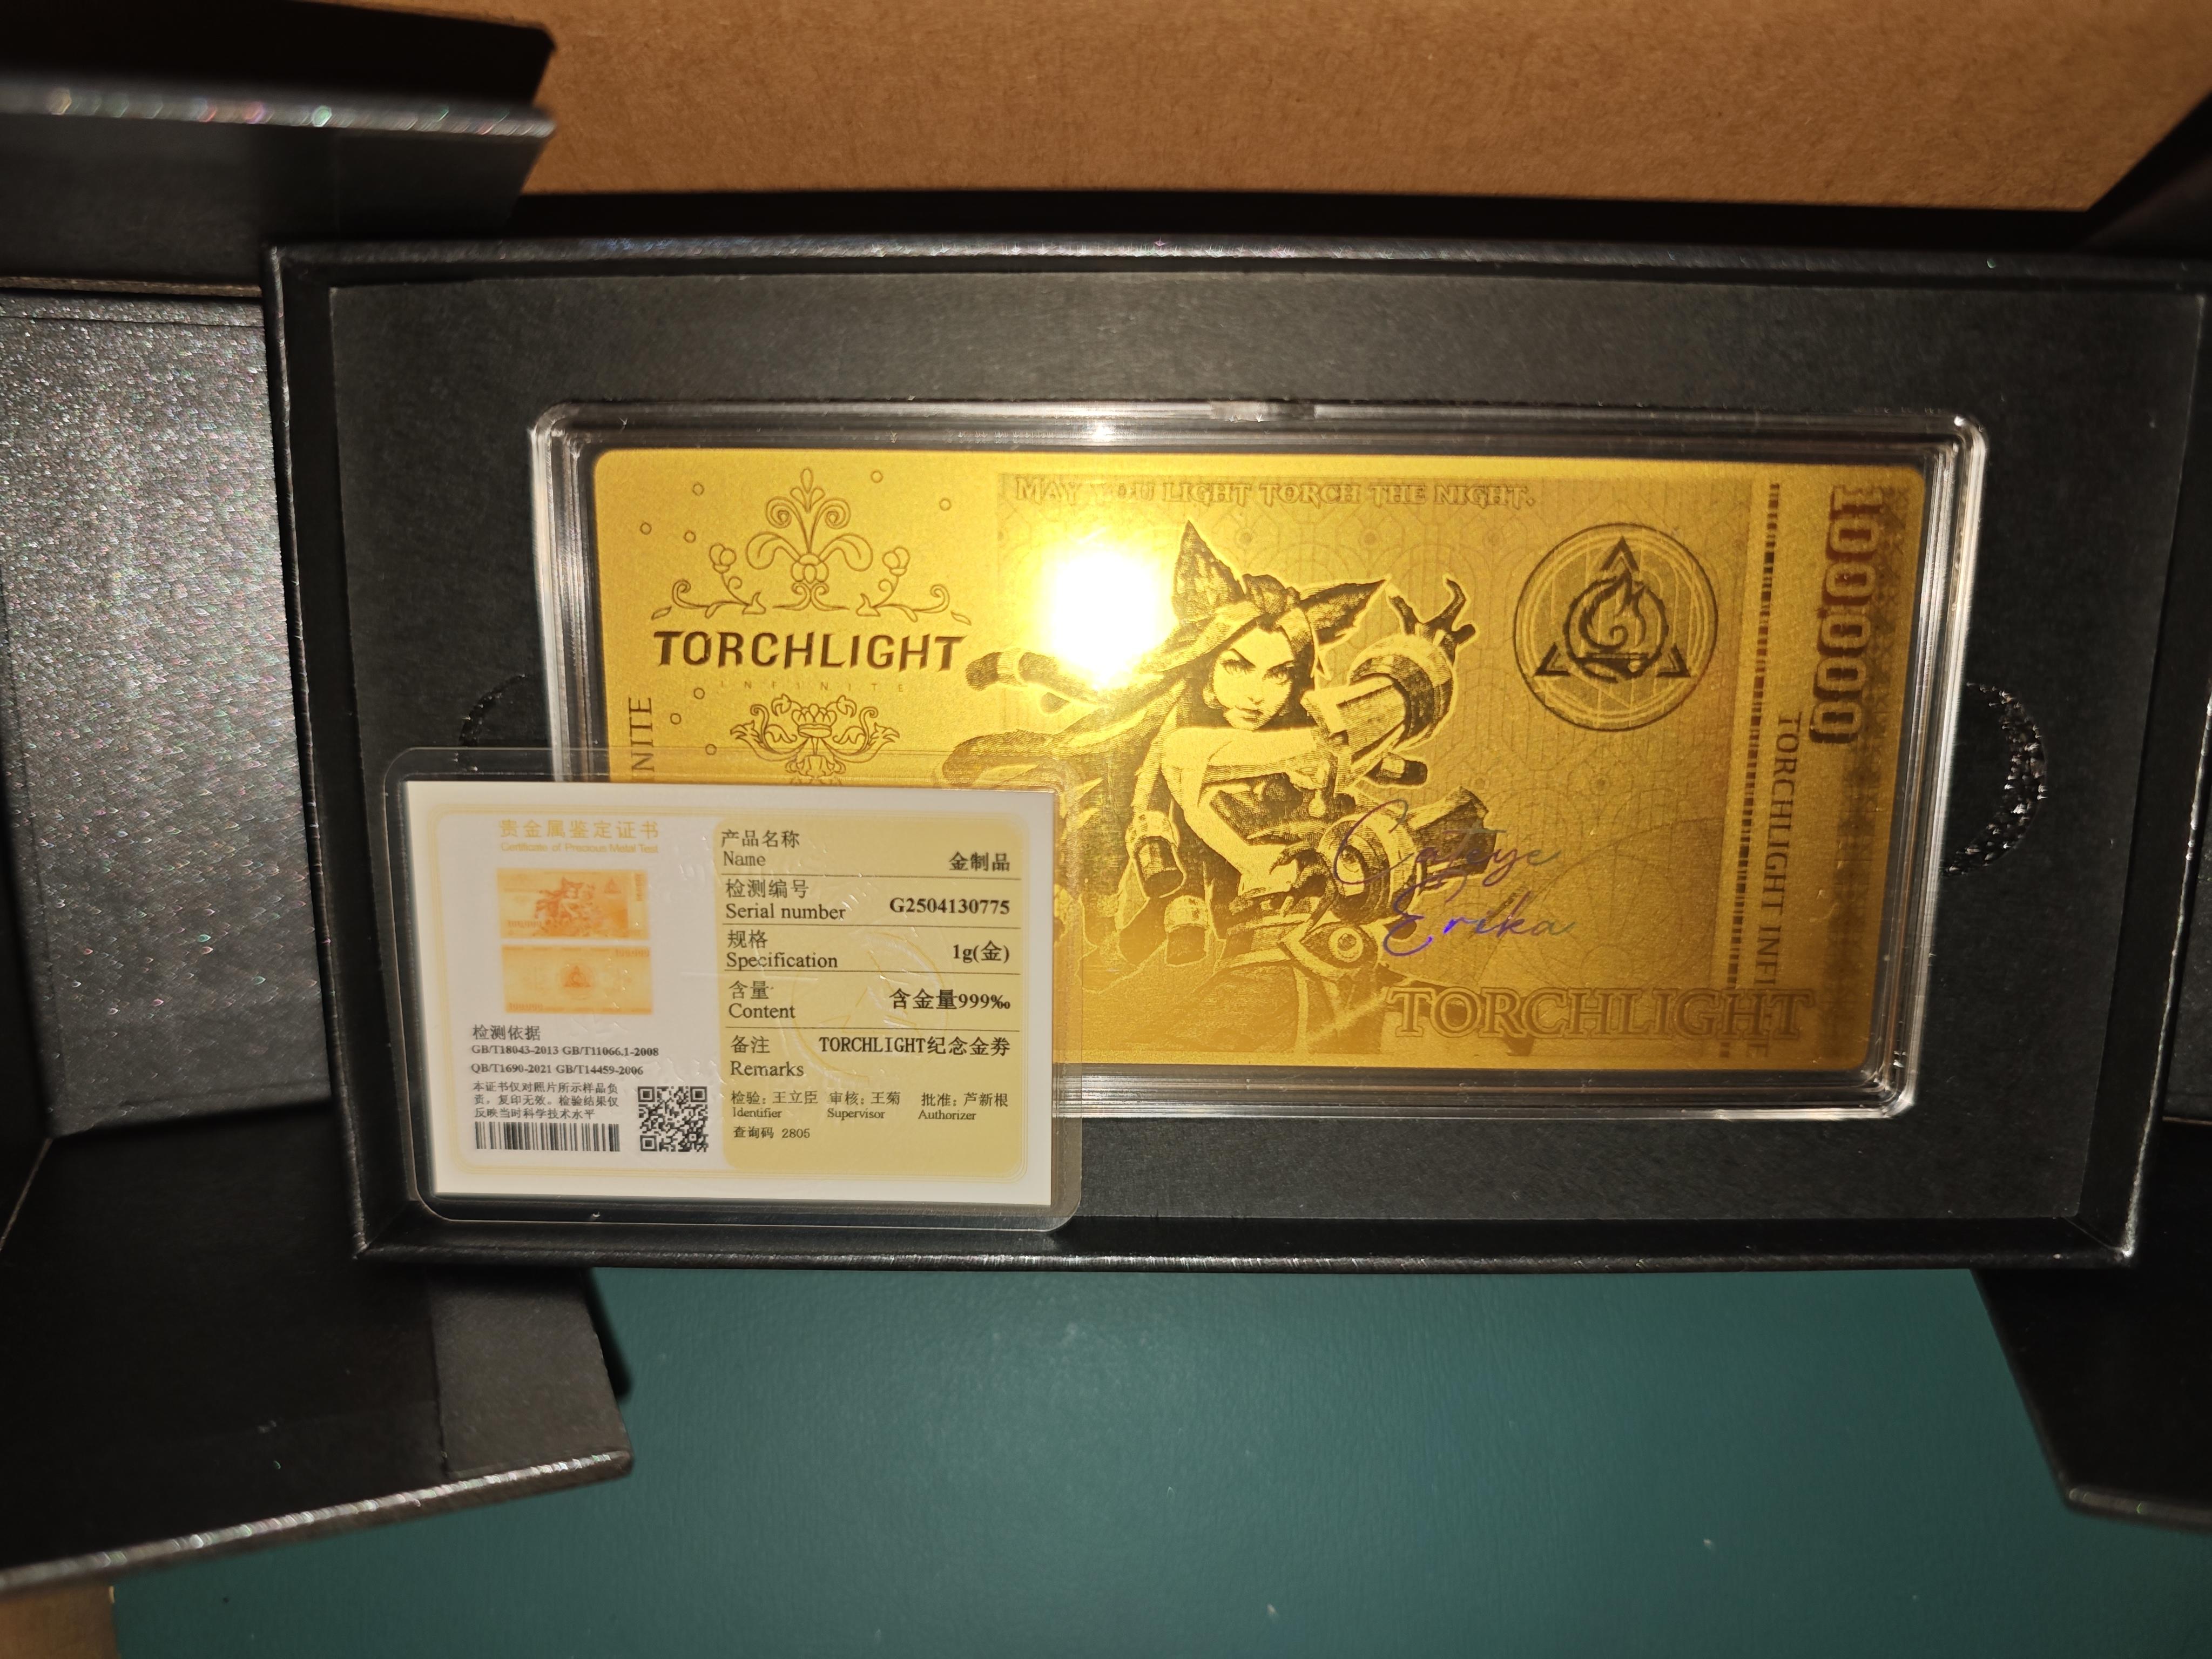 MAY YOU LIGHT TORCH THE NIGHT.
TORCHLIGHT
INFINITE
NITE
Cateye
Erika
TORCHLIGHT
TORCHLIGHT INFI
贵金属鉴定证书
Certificate of Precious Metal Test
检测依据
GB/T18043-2013 GB/T11066.1-2008
QB/T1690-2021 GB/T14459-2006
本证书仅对照片所示样品负
责，复印无效。检验结果仅
反映当时科学技术水平
产品名称
Name 金制品
检测编号
Serial number G2504130775
规格
Specification 1g(金)
含量
Content 含金量999‰
备注 TORCHLIGHT纪念金券
Remarks
检验：王立臣 审核：王菊 批准：芦新根
Identifier Supervisor Authorizer
查询码 2805